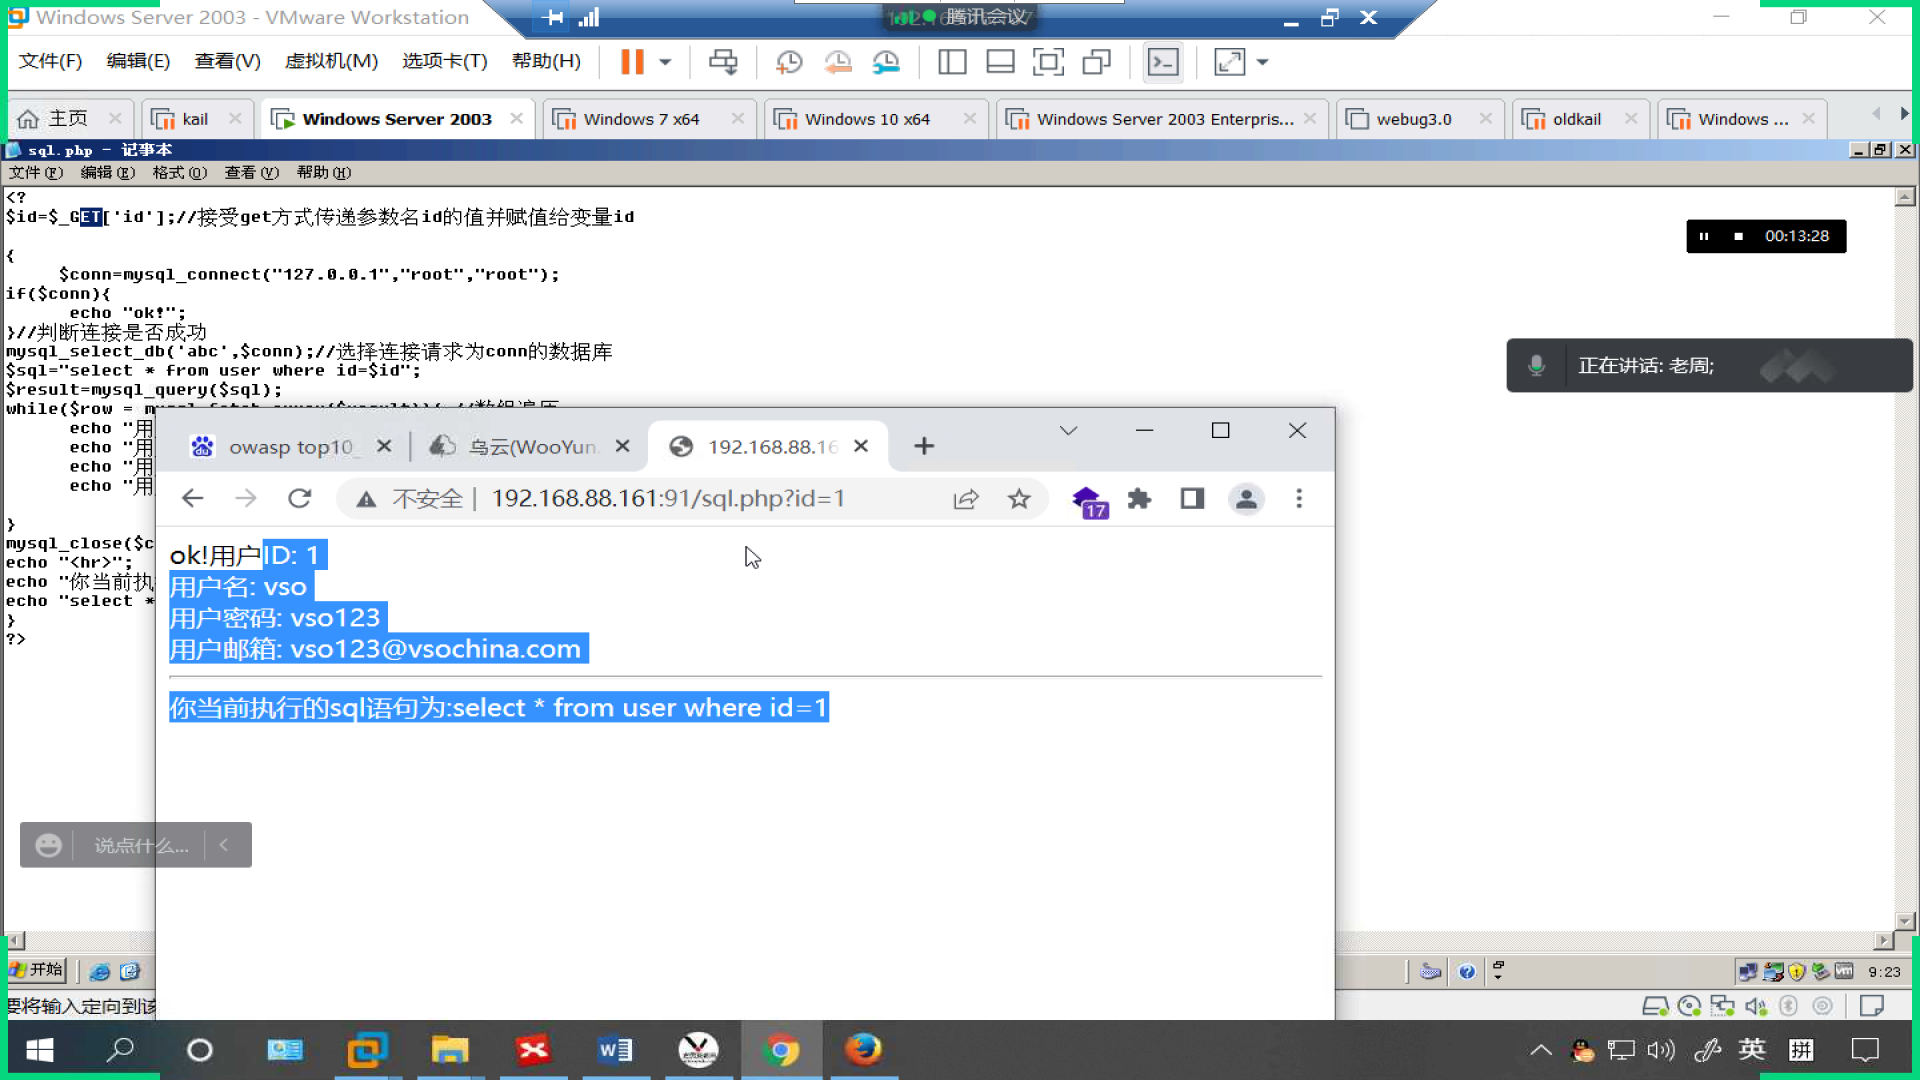 Windows Server 2003 - VMware Workstation
腾讯会议
文件(F) 编辑(E) 查看(V) 虚拟机(M) 选项卡(T) 帮助(H)
主页 kail Windows Server 2003 Windows 7 x64 Windows 10 x64 Windows Server 2003 Enterpris... webug3.0 oldkail Windows ...
sql.php - 记事本
文件(F) 编辑(E) 格式(O) 查看(V) 帮助(H)
<?
$id=$_GET['id'];//接受get方式传递参数名id的值并赋值给变量id
00:13:28
{
$conn=mysql_connect("127.0.0.1","root","root");
if($conn){
echo "ok!";
}//判断连接是否成功
mysql_select_db('abc',$conn);//选择连接请求为conn的数据库
正在讲话: 老周;
$sql="select * from user where id=$id";
$result=mysql_query($sql);
while($row =
echo "用
echo "用
echo "用
echo "用
}
mysql_close($c
echo "<hr>";
echo "你当前执
echo "select *
}
?>
owasp top10_ 乌云(WooYun. 192.168.88.16
不安全 192.168.88.161:91/sql.php?id=1
17
ok!用户ID: 1
用户名: vso
用户密码: vso123
用户邮箱: vso123@vsochina.com
你当前执行的sql语句为:select * from user where id=1
说点什么...
开始
9:23
要将输入定向到该
英 拼